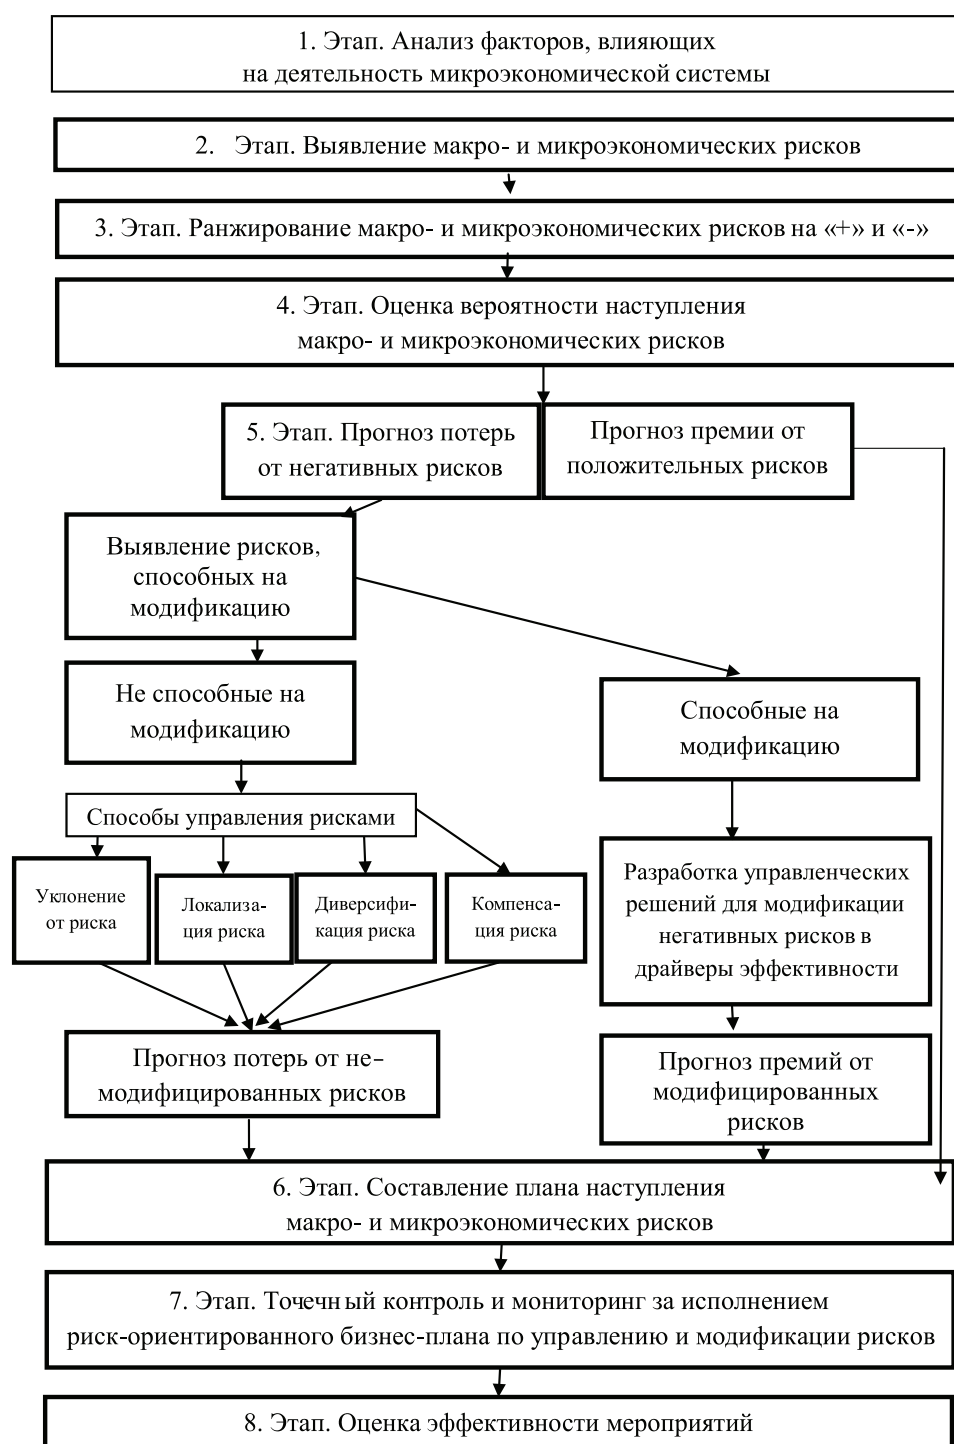 1. Этап. Анализ факторов, влияющих
на деятельность микроэкономической системы
2. Этап. Выявление макро- и микроэкономических рисков
3. Этап. Ранжирование макро- и микроэкономических рисков на «+» и «-»
4. Этап. Оценка вероятности наступления
макро- и микроэкономических рисков
5. Этап. Прогноз потерь
от негативных рисков
Прогноз премии от
положительных рисков
Выявление рисков,
способных на
модификацию
Не способные на
модификацию
Способные на
модификацию
Способы управления рисками
Уклонение
от риска
Локализа-
ция риска
Диверсифи-
кация риска
Компенса-
ция риска
Разработка управленческих
решений для модификации
негативных рисков в
драйверы эффективности
Прогноз потерь от не-
модифицированных рисков
Прогноз премий от
модифицированных
рисков
6. Этап. Составление плана наступления
макро- и микроэкономических рисков
7. Этап. Точечный контроль и мониторинг за исполнением
риск-ориентированного бизнес-плана по управлению и модификации рисков
8. Этап. Оценка эффективности мероприятий